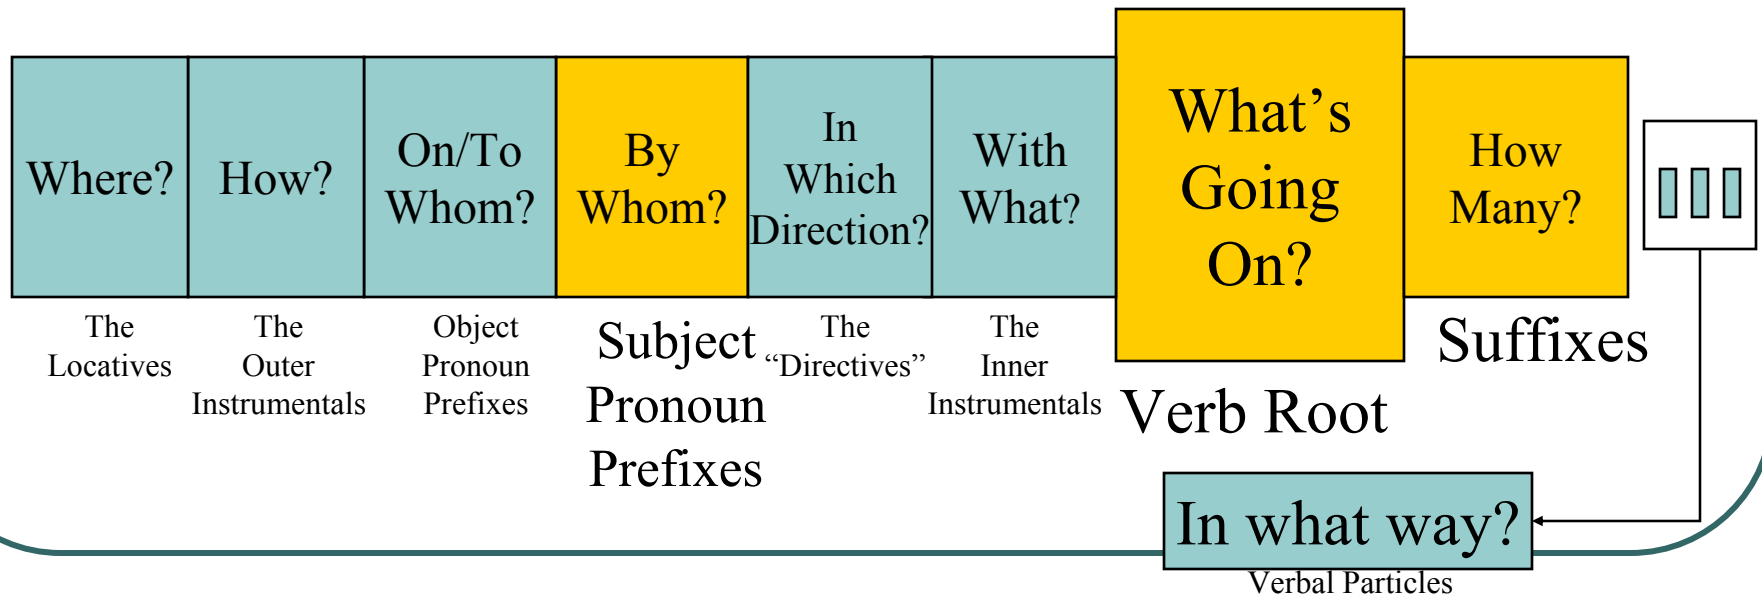 Where?
How?
On/To
Whom?
By
Whom?
In
Which
Direction?
With
What?
What’s
Going
On?
How
Many?
The
Locatives
The
Outer
Instrumentals
Object
Pronoun
Prefixes
Subject
Pronoun
Prefixes
The
“Directives”
The
Inner
Instrumentals
Verb Root
Suffixes
In what way?
Verbal Particles